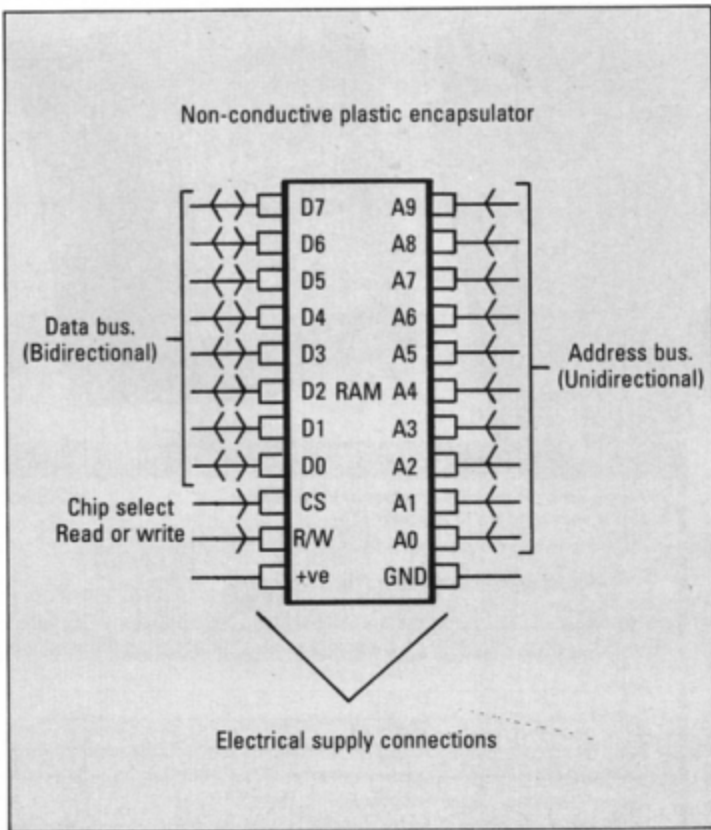 Non-conductive plastic encapsulator
D7 A9
D6 A8
D5 A7
D4 A6
D3 A5
D2 RAM A4
D1 A3
D0 A2
CS A1
R/W A0
+ve GND
Data bus.
(Bidirectional)
Chip select
Read or write
Address bus.
(Unidirectional)
Electrical supply connections